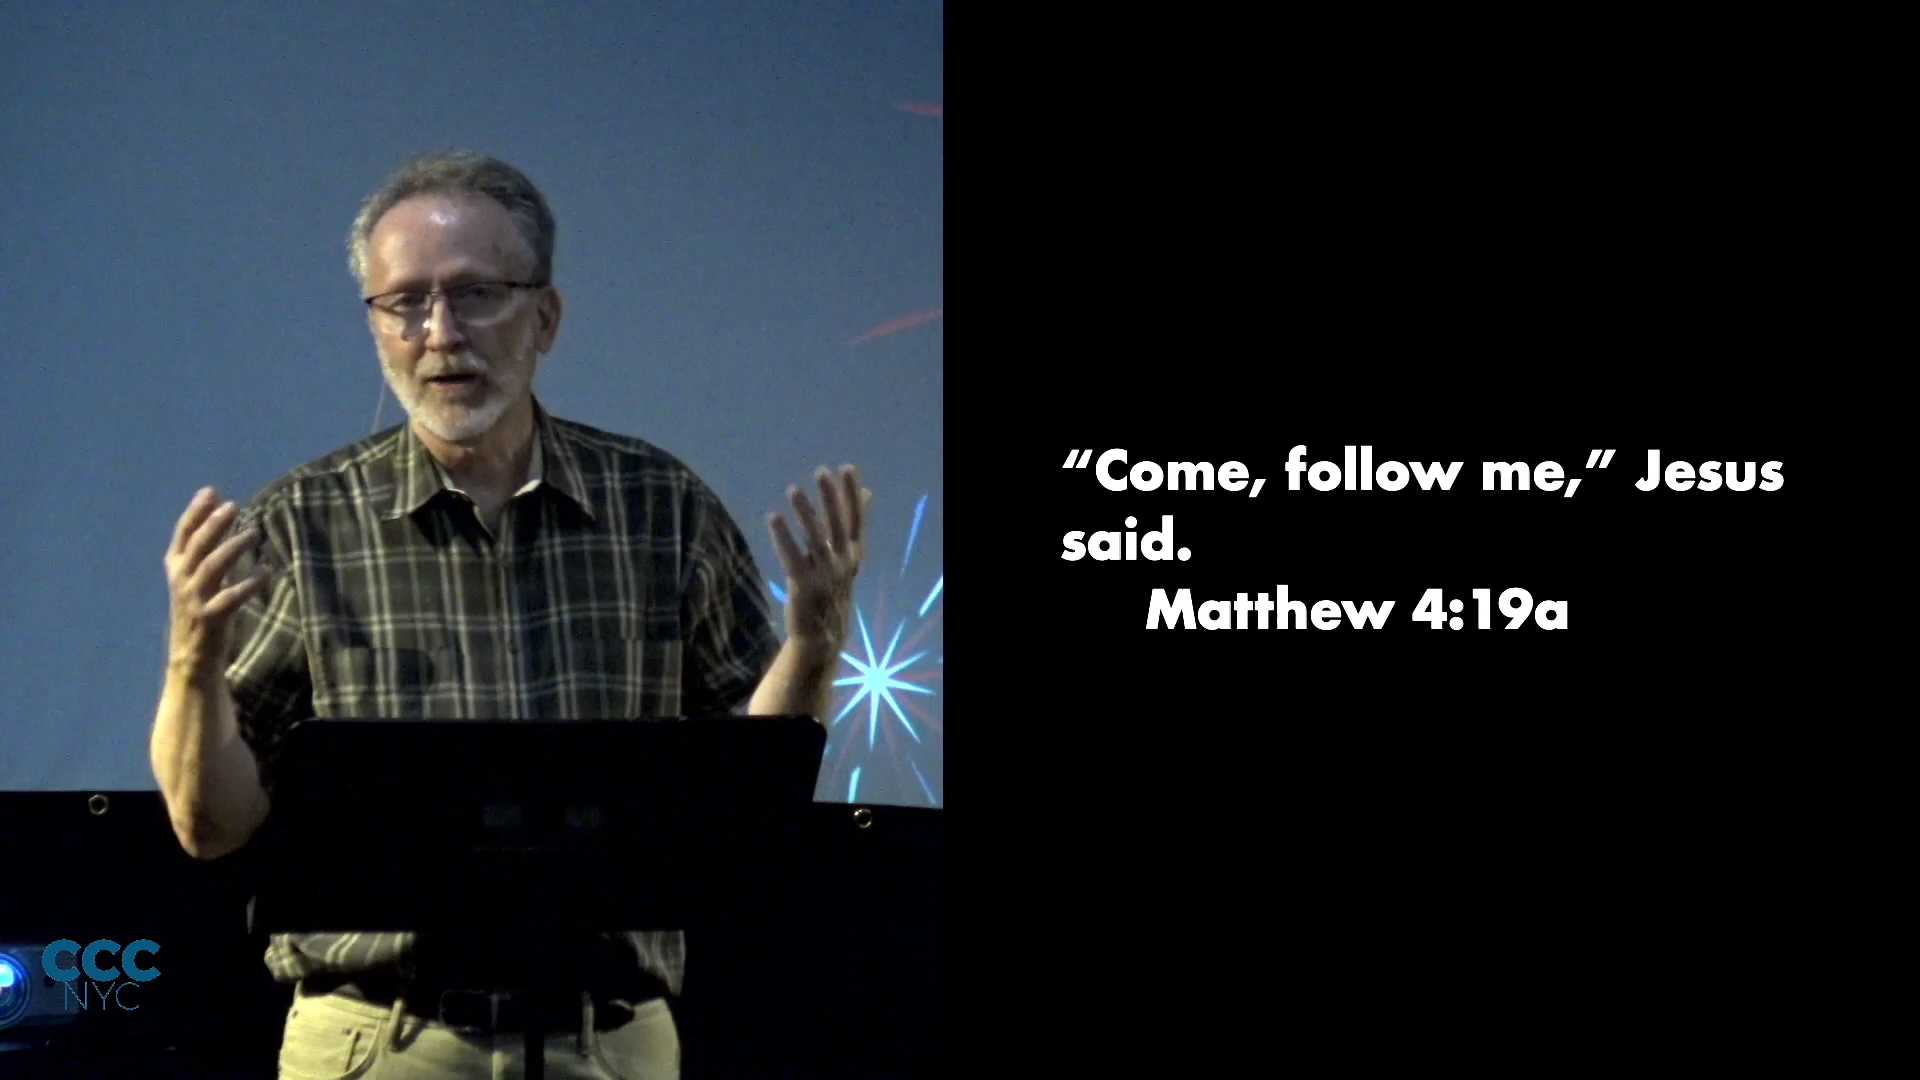 “Come, follow me,” Jesus
said.
Matthew 4:19a
CCC
NYC